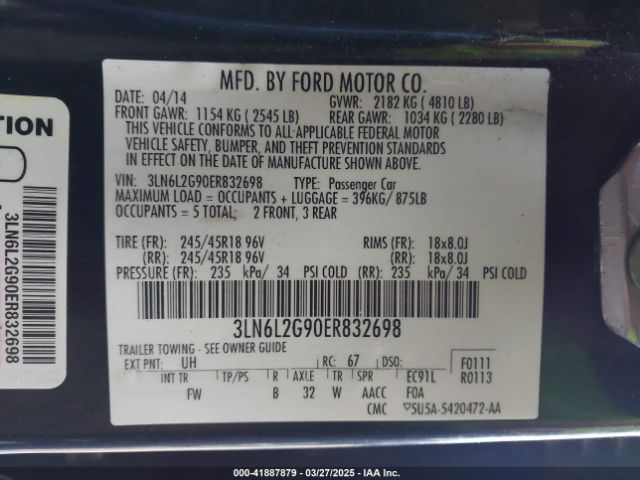 MFD. BY FORD MOTOR CO.
DATE: 04/14 GVWR: 2182 KG ( 4810 LB)
FRONT GAWR: 1154 KG ( 2545 LB) REAR GAWR: 1034 KG ( 2280 LB)
THIS VEHICLE CONFORMS TO ALL APPLICABLE FEDERAL MOTOR
VEHICLE SAFETY, BUMPER, AND THEFT PREVENTION STANDARDS
IN EFFECT ON THE DATE OF MANUFACTURE SHOWN ABOVE.
VIN: 3LN6L2G90ER832698 TYPE: Passenger Car
MAXIMUM LOAD = OCCUPANTS + LUGGAGE = 396KG/ 875LB
OCCUPANTS = 5 TOTAL; 2 FRONT, 3 REAR
TIRE (FR): 245/45R18 96V RIMS (FR): 18x8.0J
(RR): 245/45R18 96V (RR): 18x8.0J
PRESSURE (FR): 235 kPa/ 34 PSI COLD (RR): 235 kPa/ 34 PSI COLD
3LN6L2G90ER832698
TRAILER TOWING - SEE OWNER GUIDE
EXT PNT: UH RC: 67 DSO: F0111
INT TR TP/PS R AXLE TR SPR EC91L R0113
FW B 32 W AACC FOA
CMC 5U5A-5420472-AA
TION
3LN6L2G90ER832698
000-41887879 | 03/27/2025 - IAA